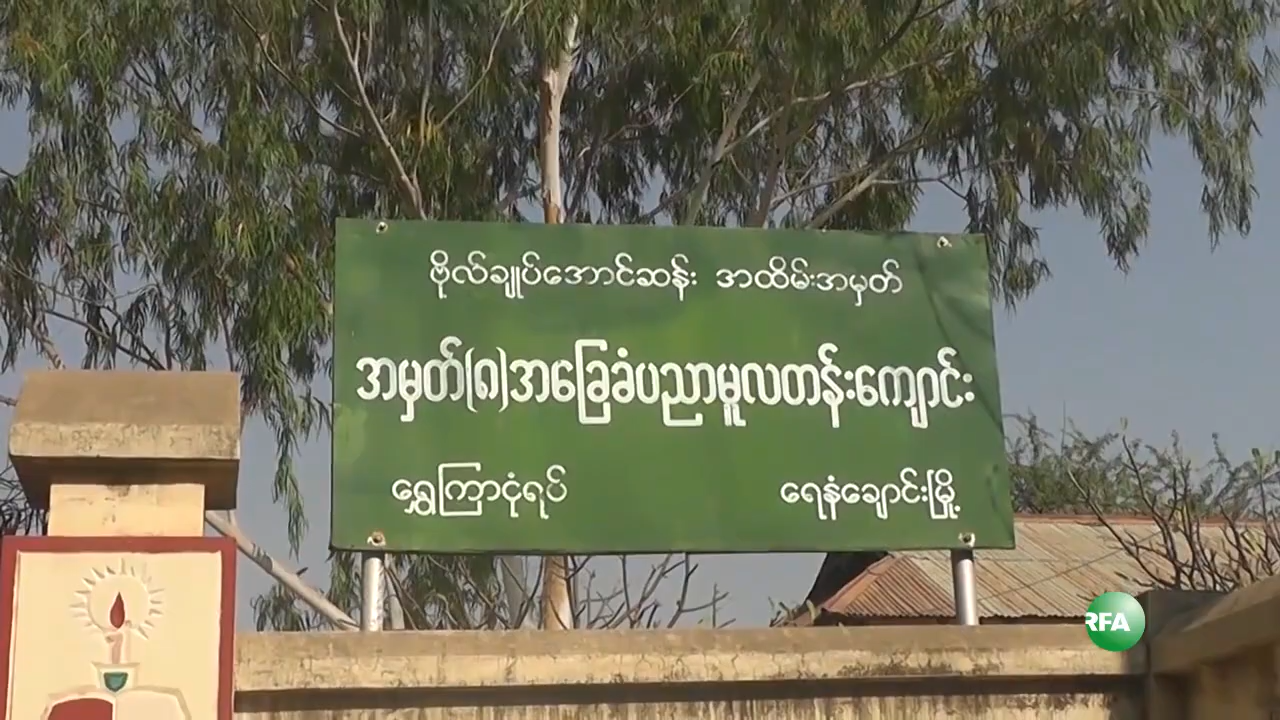 ဗိုလ်ချုပ်အောင်ဆန်း အထိမ်းအမှတ်
အမှတ်(၈)အခြေခံပညာမူလတန်းကျောင်း
ရွှေကြာငုံရပ် ရေနံချောင်းမြို့
RFA